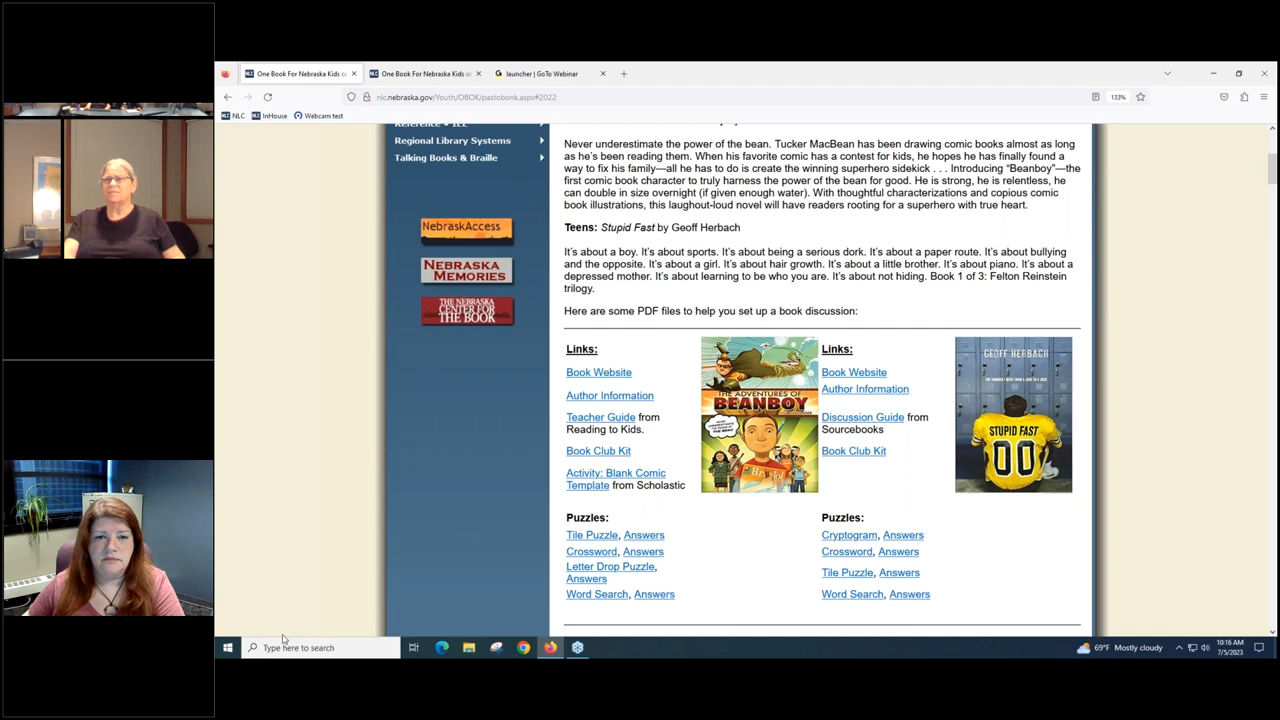 One Book For Nebraska Kids or
One Book For Nebraska Kids or
launcher | GoTo Webinar
nlc.nebraska.gov/Youth/OBOK/pastobonk.aspx#2022
133%
NLC
InHouse
Webcam test
Regional Library Systems
Talking Books & Braille
NebraskAccess
NEBRASKA
MEMORIES
THE NEBRASKA
CENTER FOR
THE BOOK
Never underestimate the power of the bean. Tucker MacBean has been drawing comic books almost as long
as he's been reading them. When his favorite comic has a contest for kids, he hopes he has finally found a
way to fix his family—all he has to do is create the winning superhero sidekick . . . Introducing "Beanboy"—the
first comic book character to truly harness the power of the bean for good. He is strong, he is relentless, he
can double in size overnight (if given enough water). With thoughtful characterizations and copious comic
book illustrations, this laughout-loud novel will have readers rooting for a superhero with true heart.
Teens: Stupid Fast by Geoff Herbach
It's about a boy. It's about sports. It's about being a serious dork. It's about a paper route. It's about bullying
and the opposite. It's about a girl. It's about hair growth. It's about a little brother. It's about piano. It's about a
depressed mother. It's about learning to be who you are. It's about not hiding. Book 1 of 3: Felton Reinstein
trilogy.
Here are some PDF files to help you set up a book discussion:
Links:
Book Website
Author Information
Teacher Guide from
Reading to Kids.
Book Club Kit
Activity: Blank Comic
Template from Scholastic
THE ADVENTURES OF
BEANBOY
Links:
Book Website
Author Information
Discussion Guide from
Sourcebooks
Book Club Kit
GEOFF HERBACH
STUPID FAST
00
Puzzles:
Tile Puzzle, Answers
Crossword, Answers
Letter Drop Puzzle,
Answers
Word Search, Answers
Puzzles:
Cryptogram, Answers
Crossword, Answers
Tile Puzzle, Answers
Word Search, Answers
Type here to search
69°F Mostly cloudy
10:16 AM
7/5/2023